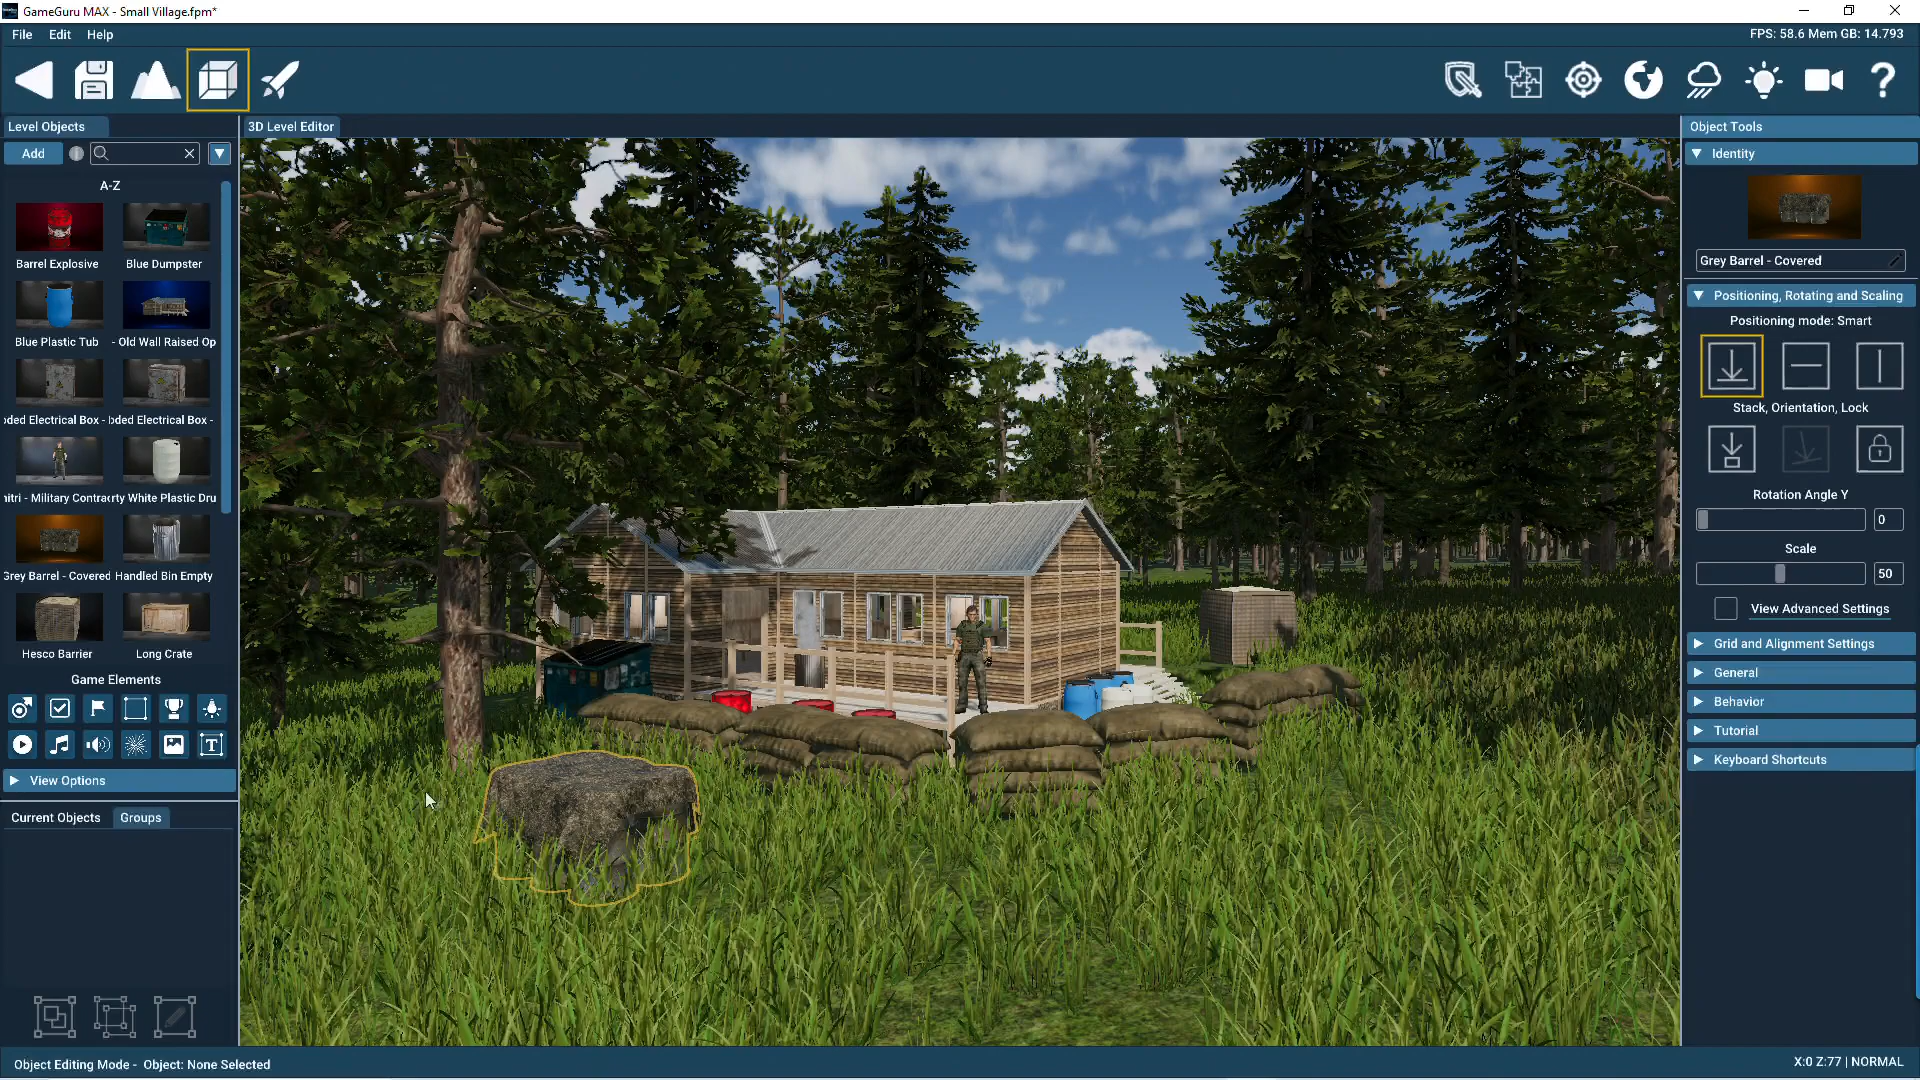 GameGuru MAX - Small Village.fpm*
File Edit Help
FPS: 58.6 Mem GB: 14.793
Level Objects
3D Level Editor
Object Tools
Add
A-Z
Barrel Explosive
Blue Dumpster
Blue Plastic Tub
- Old Wall Raised Op
ded Electrical Box -
ded Electrical Box -
itri - Military Contrac
rty White Plastic Dru
Grey Barrel - Covered
Handled Bin Empty
Hesco Barrier
Long Crate
Game Elements
View Options
Current Objects
Groups
Identity
Grey Barrel - Covered
Positioning, Rotating and Scaling
Positioning mode: Smart
Stack, Orientation, Lock
Rotation Angle Y
0
Scale
50
View Advanced Settings
Grid and Alignment Settings
General
Behavior
Tutorial
Keyboard Shortcuts
Object Editing Mode - Object: None Selected
X:0 Z:77 | NORMAL